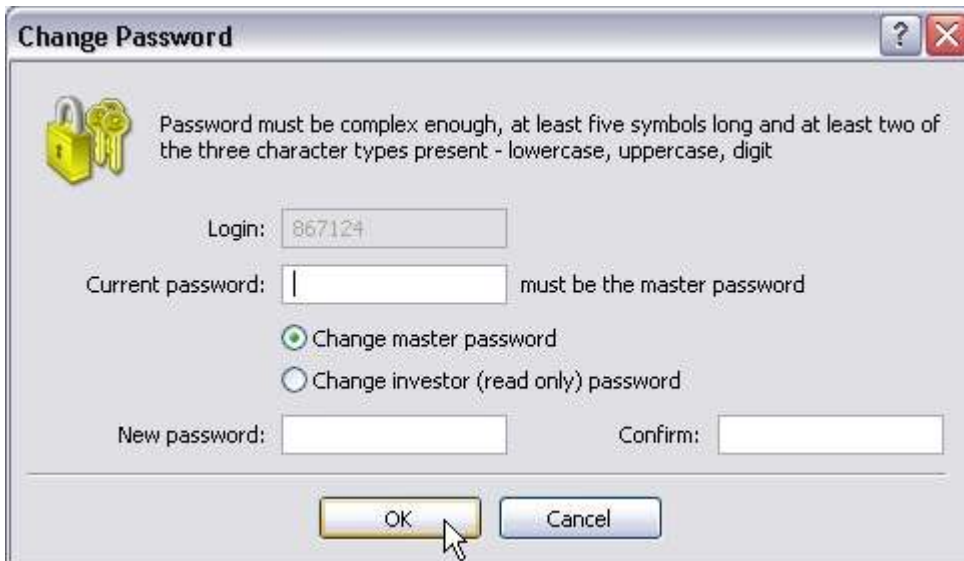 Change Password
?
Password must be complex enough, at least five symbols long and at least two of
the three character types present - lowercase, uppercase, digit
Login: 867124
Current password: must be the master password
Change master password
Change investor (read only) password
New password: Confirm:
OK Cancel